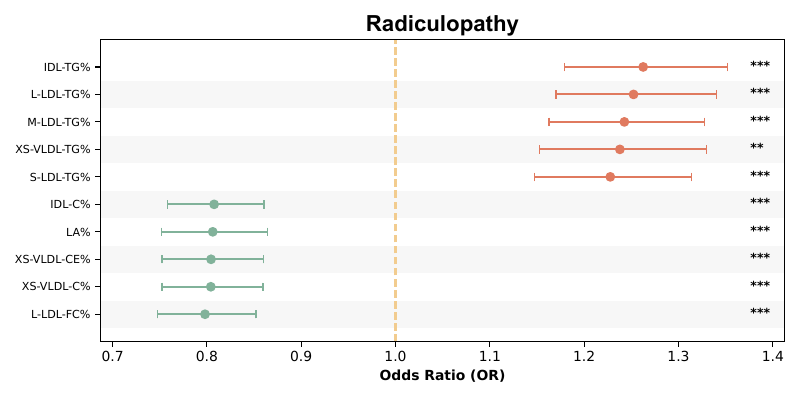 Radiculopathy
IDL-TG% ***
L-LDL-TG% ***
M-LDL-TG% ***
XS-VLDL-TG% **
S-LDL-TG% ***
IDL-C% ***
LA% ***
XS-VLDL-CE% ***
XS-VLDL-C% ***
L-LDL-FC% ***
0.7 0.8 0.9 1.0 1.1 1.2 1.3 1.4
Odds Ratio (OR)